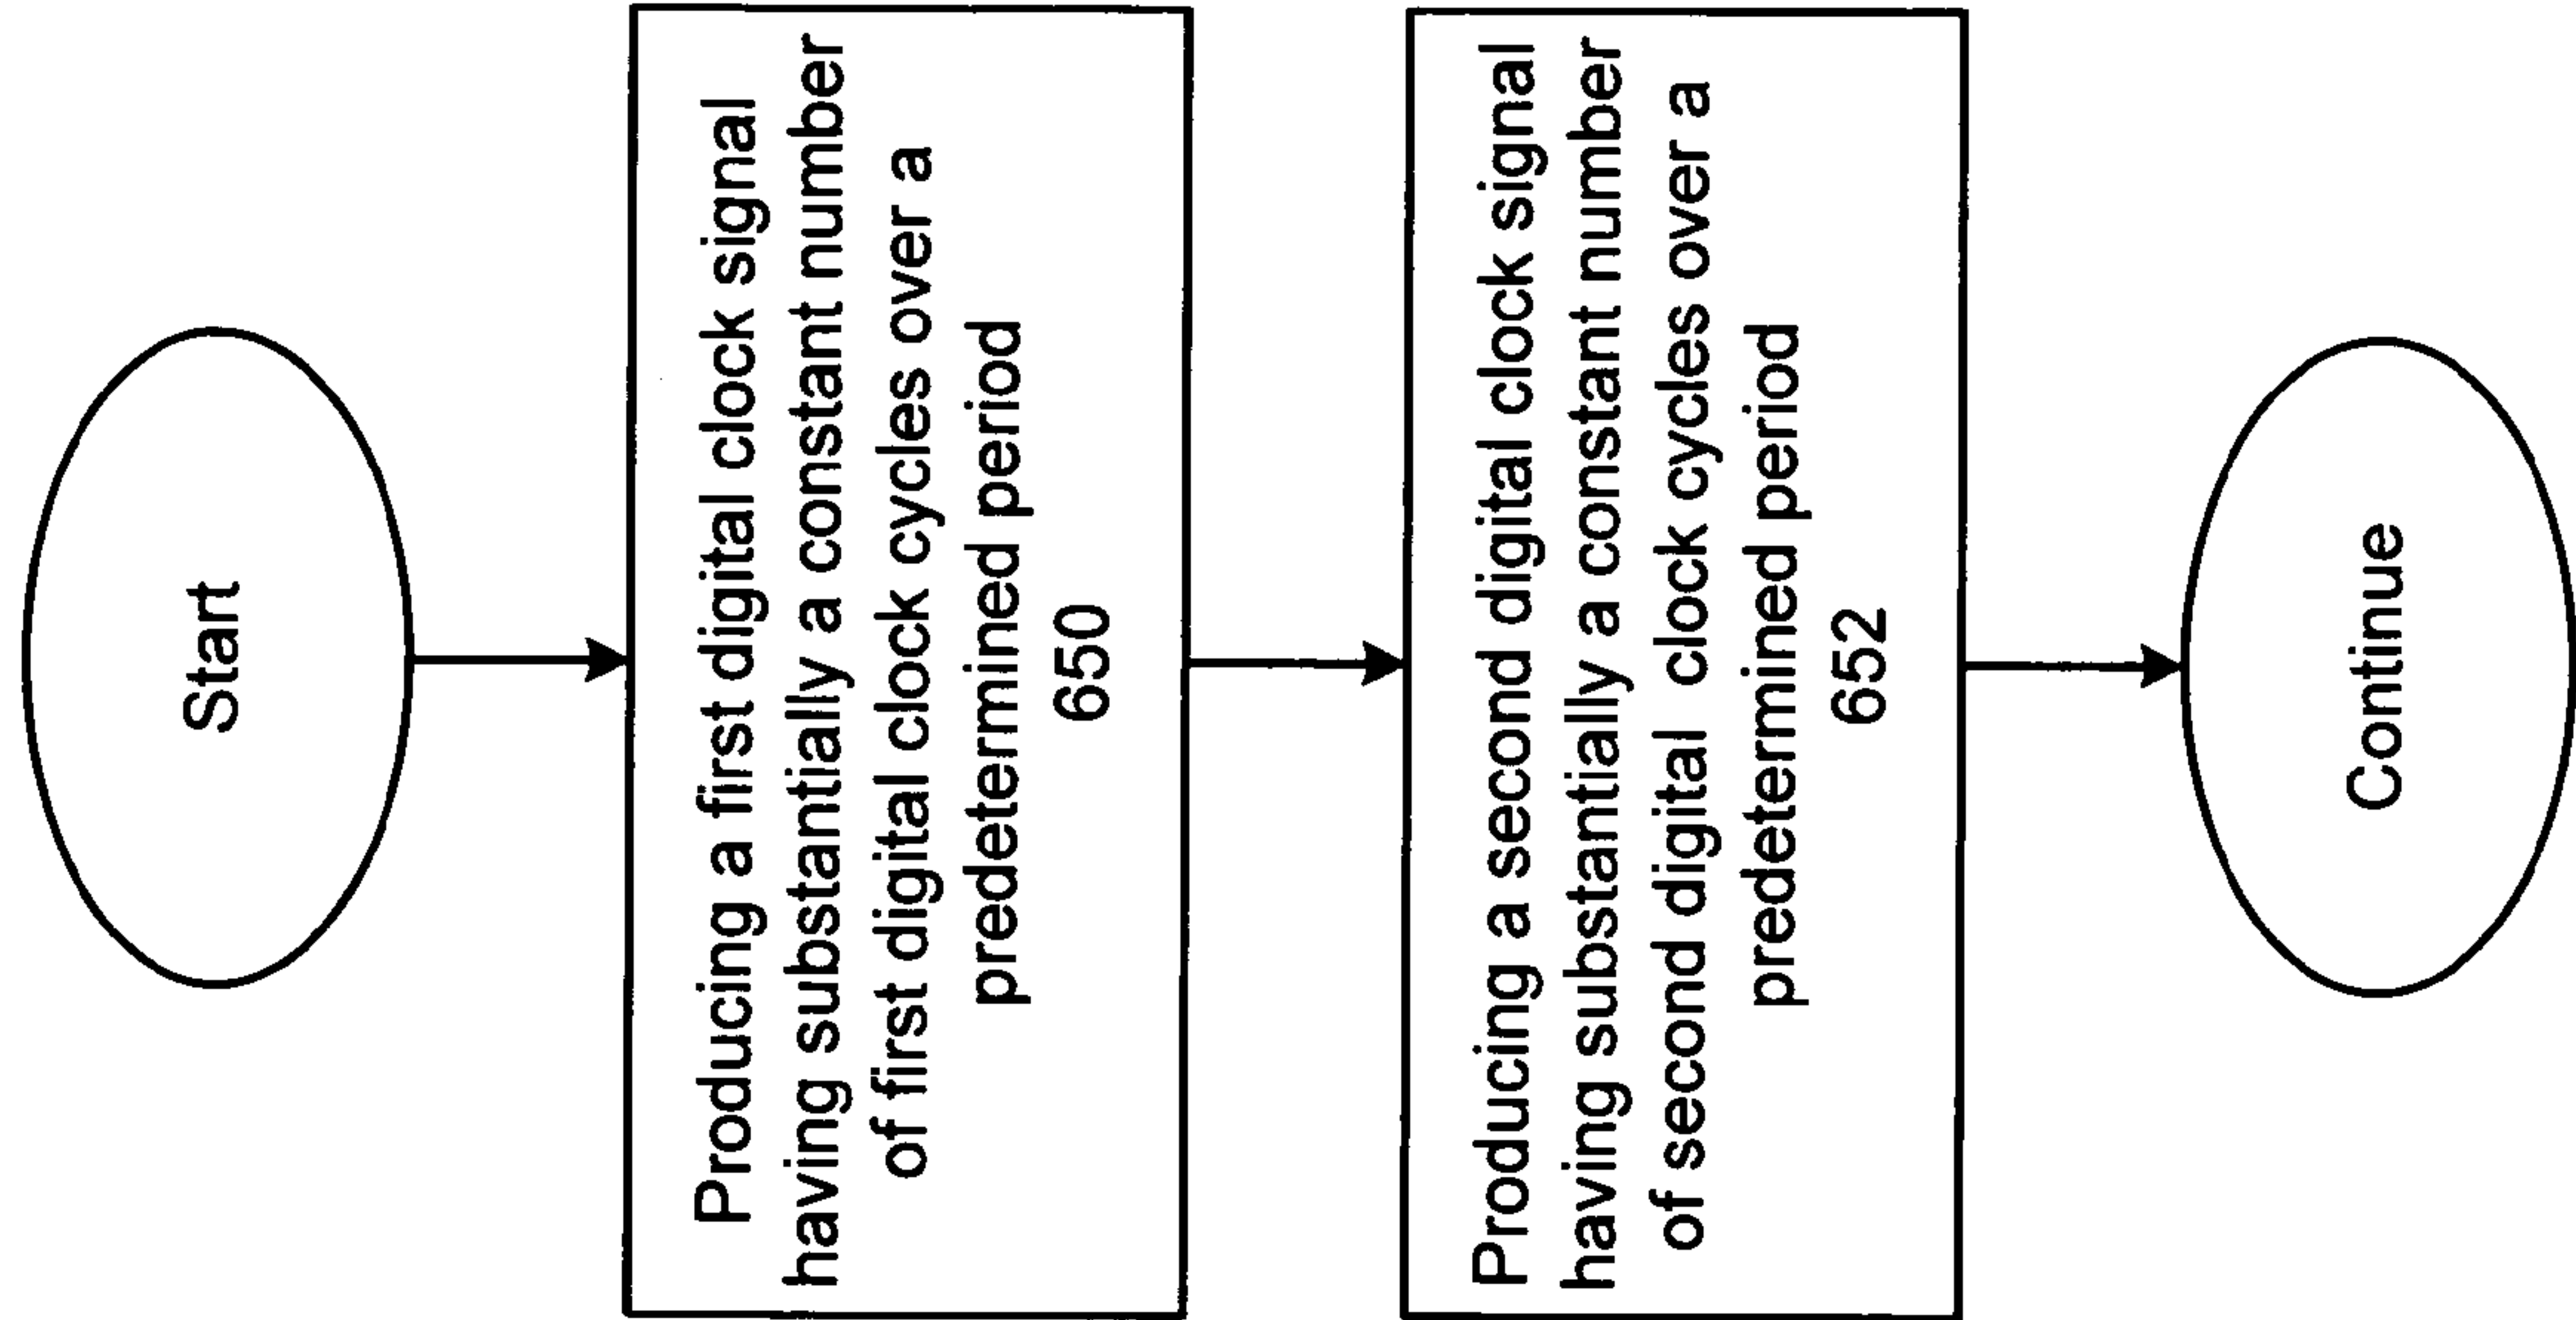 Start
Producing a first digital clock signal
having substantially a constant number
of first digital clock cycles over a
predetermined period
650
Producing a second digital clock signal
having substantially a constant number
of second digital clock cycles over a
predetermined period
652
Continue